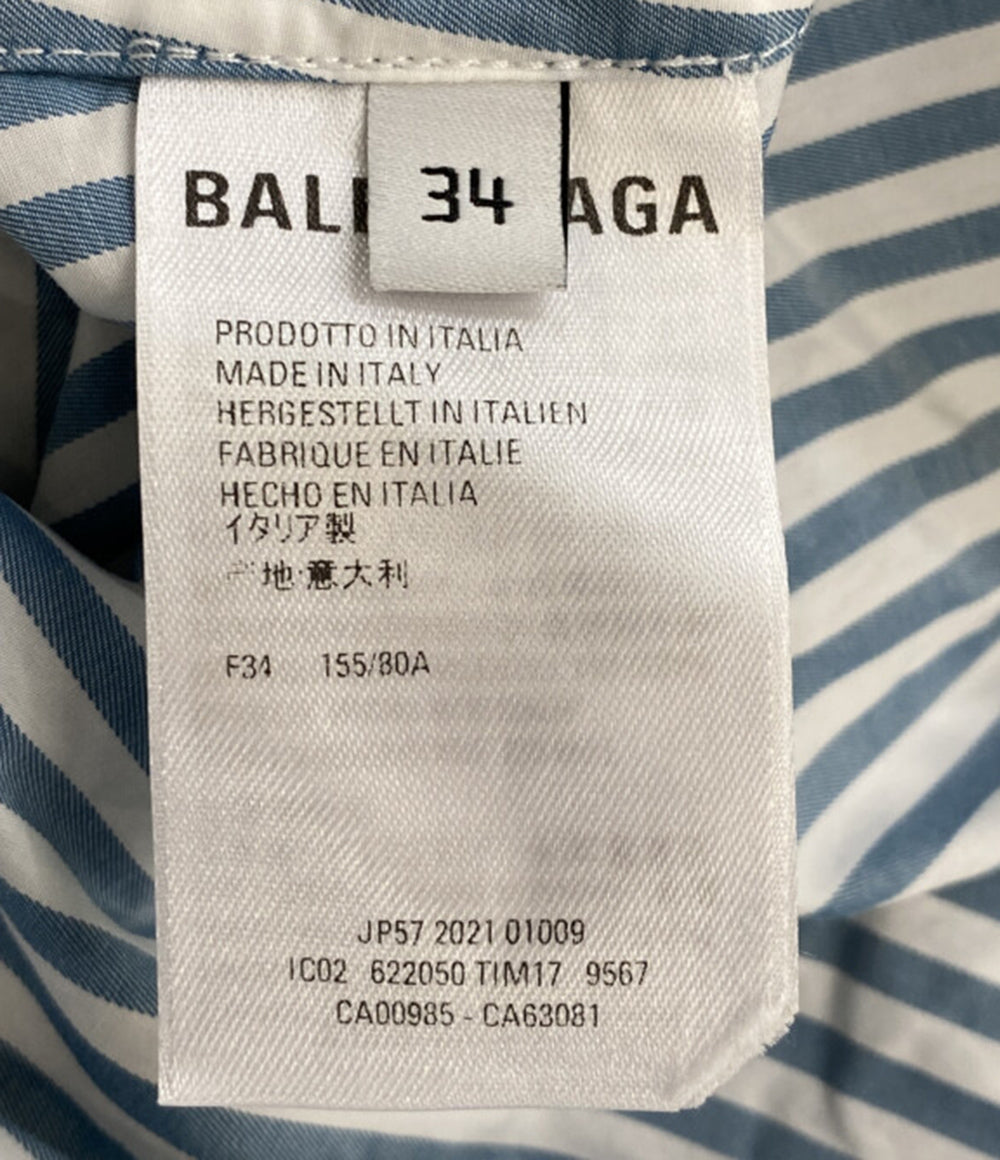 BAL AGA
34
PRODOTTO IN ITALIA
MADE IN ITALY
HERGESTELLT IN ITALIEN
FABRIQUE EN ITALIE
HECHO EN ITALIA
イタリア製
地:意大利
F34 155/80A
JP57 2021 01009
IC02 622050 TIM17 9567
CA00985 - CA63081